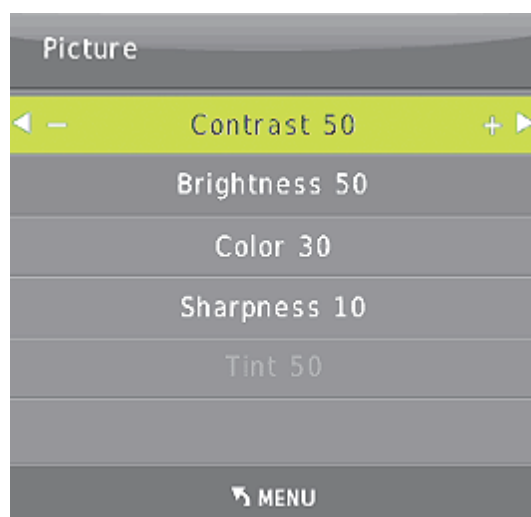 Picture
− Contrast 50 +
Brightness 50
Color 30
Sharpness 10
Tint 50
MENU